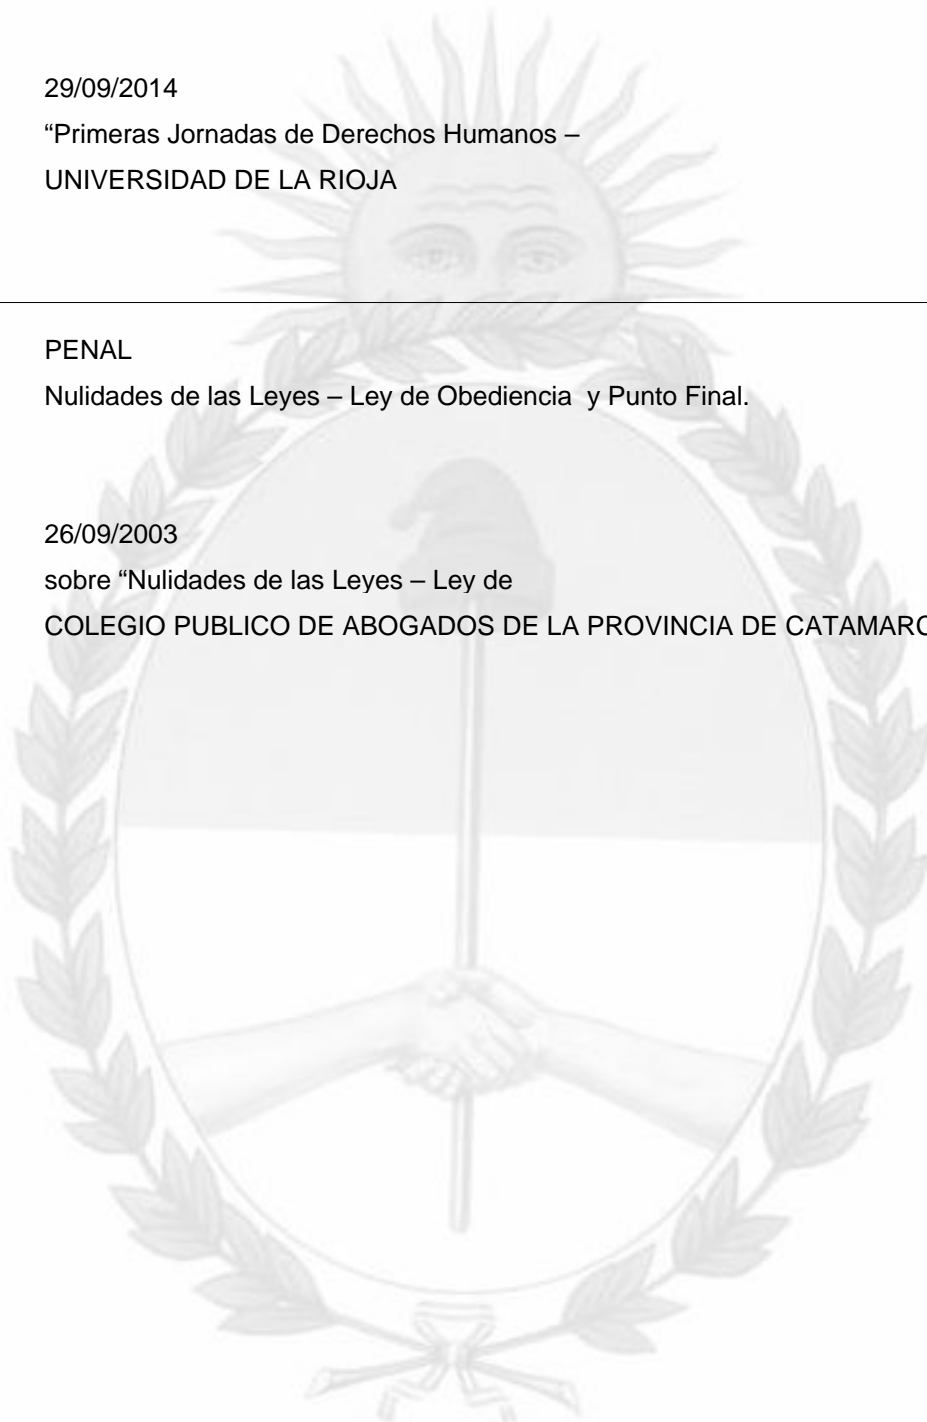 29/09/2014
“Primeras Jornadas de Derechos Humanos –
UNIVERSIDAD DE LA RIOJA
PENAL
Nulidades de las Leyes – Ley de Obediencia  y Punto Final.
26/09/2003
sobre “Nulidades de las Leyes – Ley de
COLEGIO PUBLICO DE ABOGADOS DE LA PROVINCIA DE CATAMARC